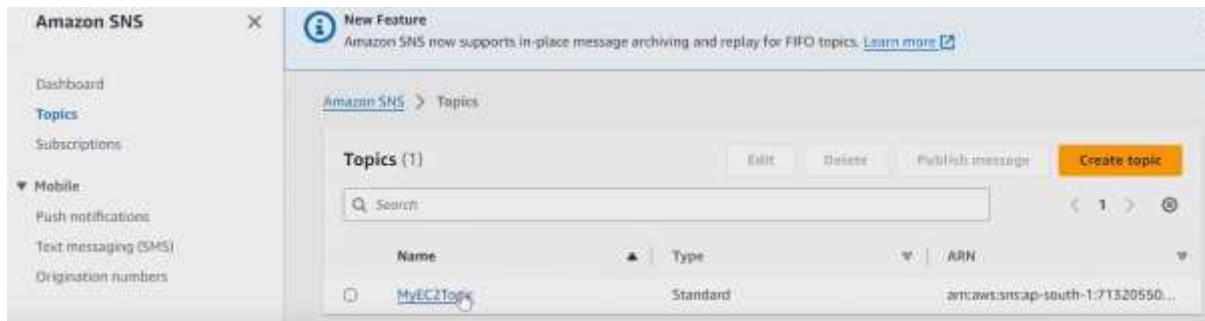 Amazon SNS
New Feature
Amazon SNS now supports in-place message archiving and replay for FIFO topics. Learn more
Dashboard
Topics
Subscriptions
Mobile
Push notifications
Text messaging (SMS)
Origination numbers
Amazon SNS > Topics
Topics (1)
Edit
Delete
Publish message
Create topic
Search
< 1 >
Name
Type
ARN
MyEC2Topic
Standard
arn:aws:sns:ap-south-1:71320550...